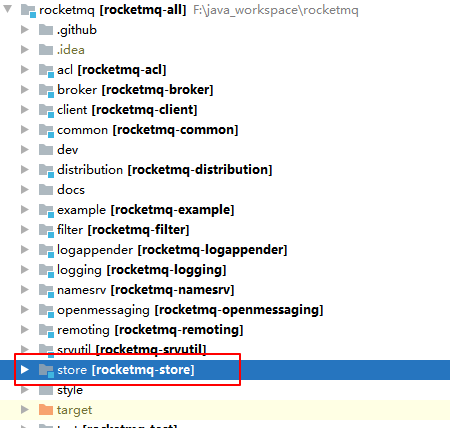 rocketmq [rocketmq-all] F:\java_workspace\rocketmq
.github
.idea
acl [rocketmq-acl]
broker [rocketmq-broker]
client [rocketmq-client]
common [rocketmq-common]
dev
distribution [rocketmq-distribution]
docs
example [rocketmq-example]
filter [rocketmq-filter]
logappender [rocketmq-logappender]
logging [rocketmq-logging]
namesrv [rocketmq-namesrv]
openmessaging [rocketmq-openmessaging]
remoting [rocketmq-remoting]
srvutil [rocketmq-srvutil]
store [rocketmq-store]
style
target
test [rocketmq-test]